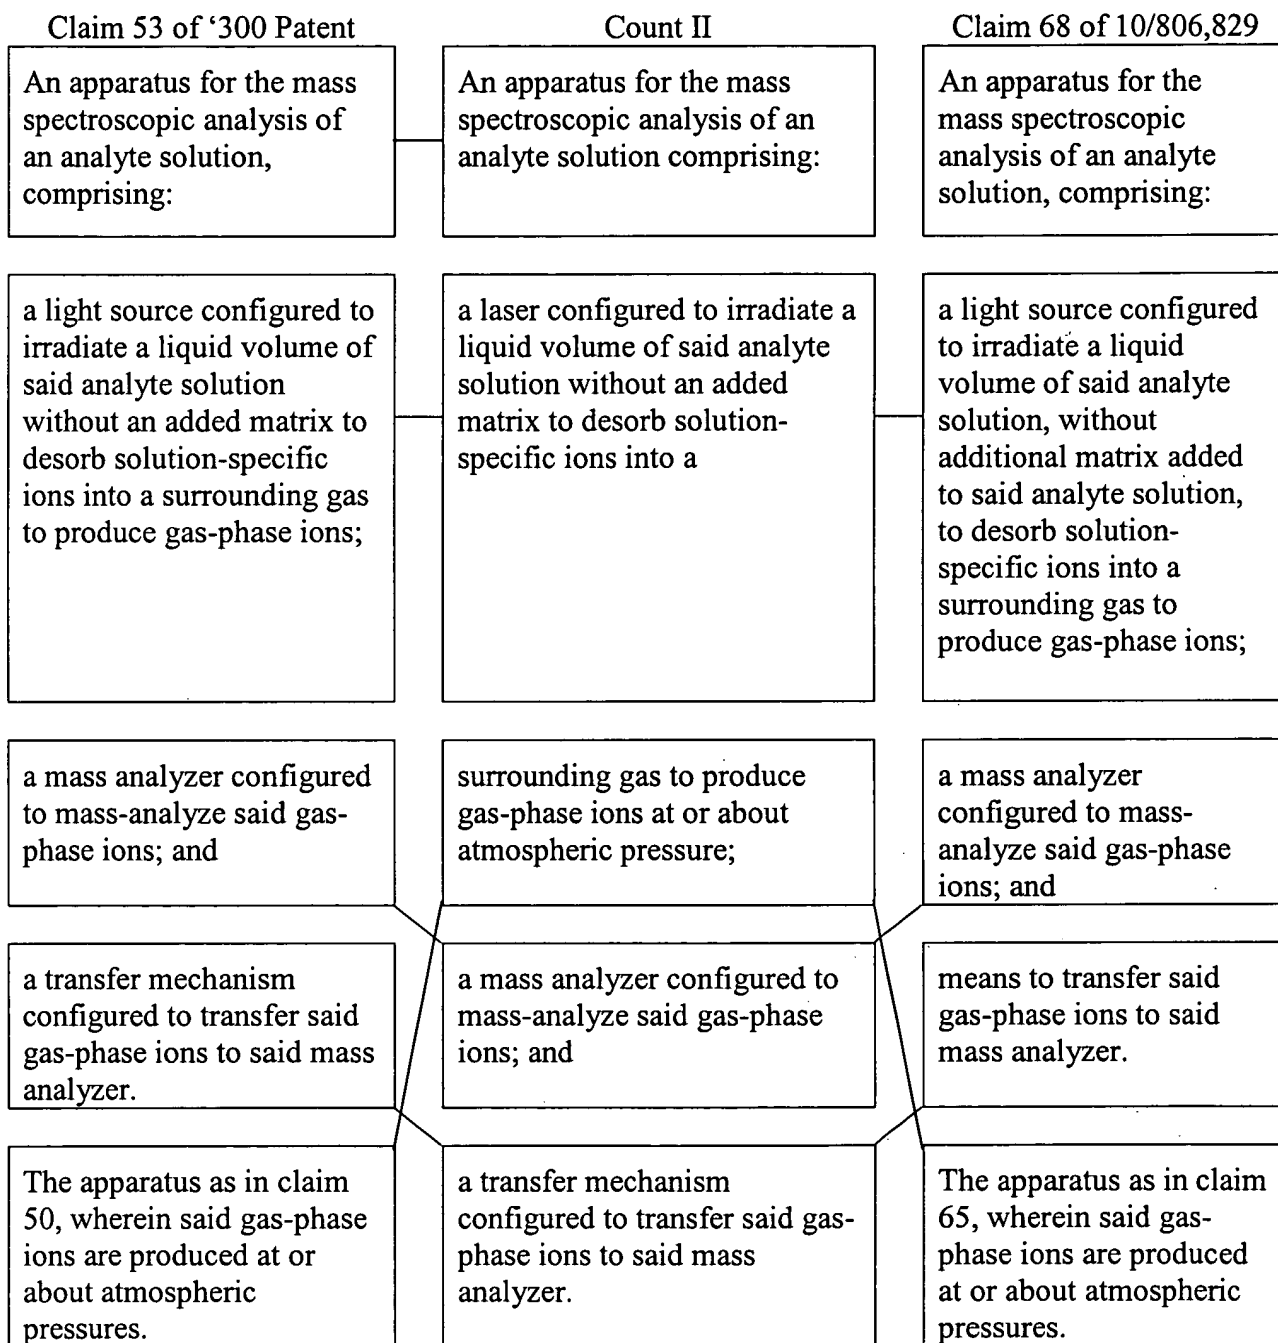 Claim 53 of ‘300 Patent
Count II
Claim 68 of 10/806,829
An apparatus for the mass
spectroscopic analysis of
an analyte solution,
comprising:
An apparatus for the mass
spectroscopic analysis of an
analyte solution comprising:
An apparatus for the
mass spectroscopic
analysis of an analyte
solution, comprising:
a light source configured to
irradiate a liquid volume of
said analyte solution
without an added matrix to
desorb solution-specific
ions into a surrounding gas
to produce gas-phase ions;
a laser configured to irradiate a
liquid volume of said analyte
solution without an added
matrix to desorb solution-
specific ions into a
a light source configured
to irradiate a liquid
volume of said analyte
solution, without
additional matrix added
to said analyte solution,
to desorb solution-
specific ions into a
surrounding gas to
produce gas-phase ions;
a mass analyzer configured
to mass-analyze said gas-
phase ions; and
surrounding gas to produce
gas-phase ions at or about
atmospheric pressure;
a mass analyzer
configured to mass-
analyze said gas-phase
ions; and
a transfer mechanism
configured to transfer said
gas-phase ions to said mass
analyzer.
a mass analyzer configured to
mass-analyze said gas-phase
ions; and
means to transfer said
gas-phase ions to said
mass analyzer.
The apparatus as in claim
50, wherein said gas-phase
ions are produced at or
about atmospheric
pressures.
a transfer mechanism
configured to transfer said gas-
phase ions to said mass
analyzer.
The apparatus as in claim
65, wherein said gas-
phase ions are produced
at or about atmospheric
pressures.